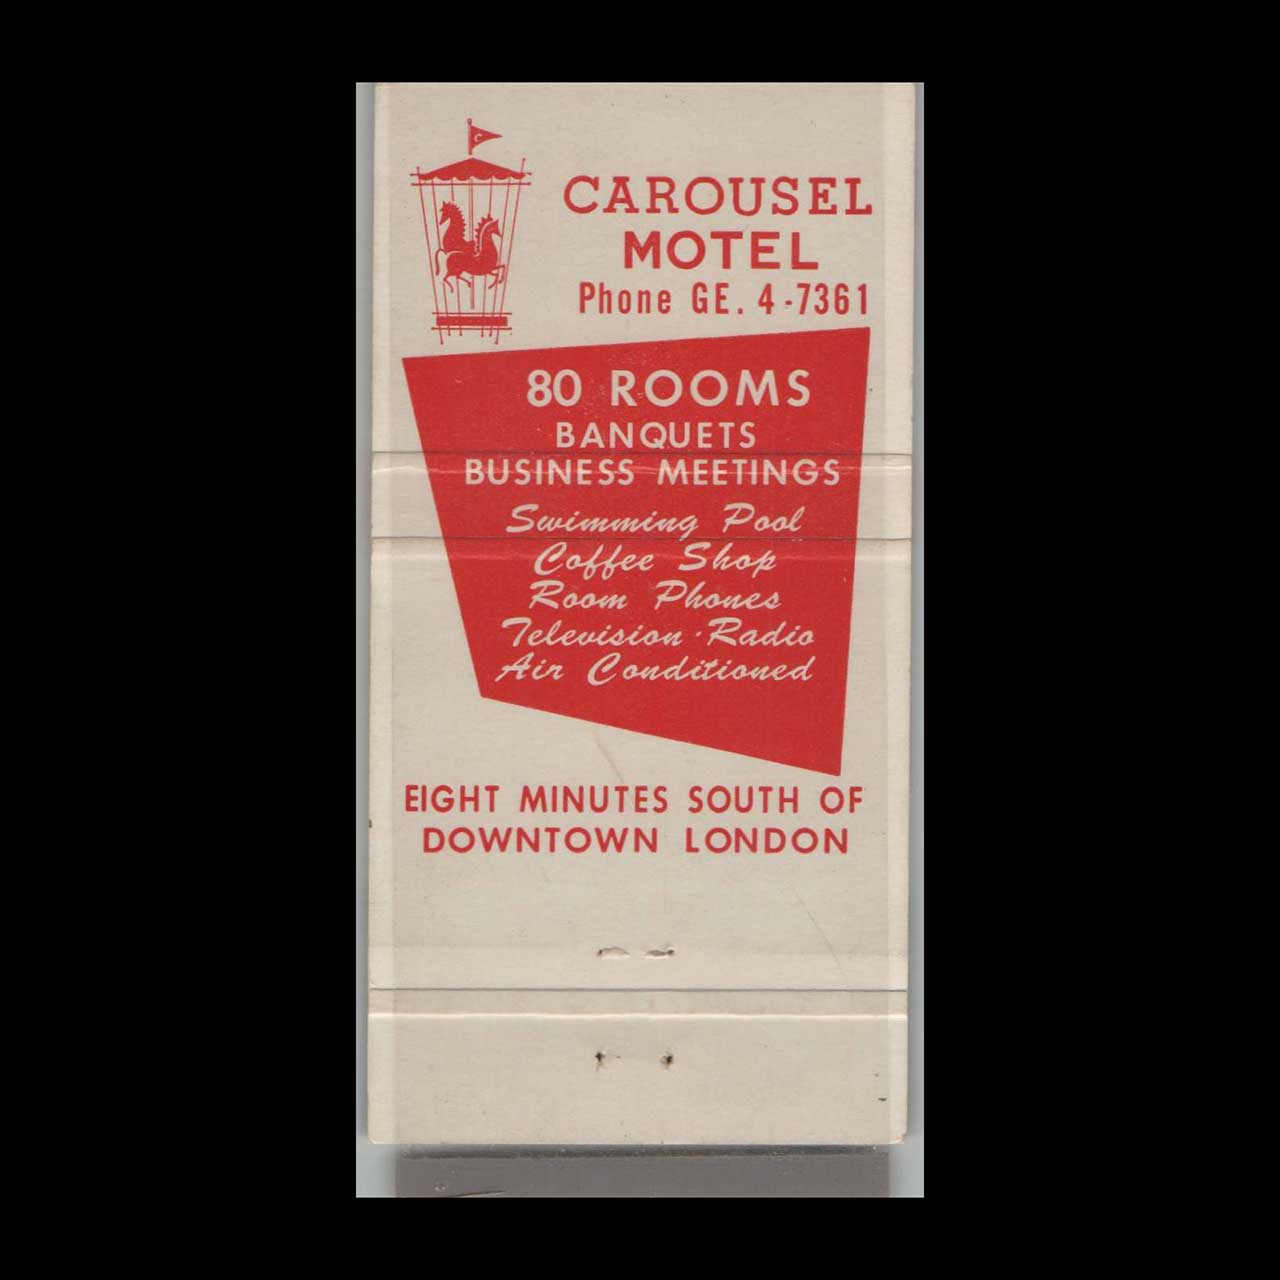 C
CAROUSEL
MOTEL
Phone GE. 4-7361
80 ROOMS
BANQUETS
BUSINESS MEETINGS
Swimming Pool
Coffee Shop
Room Phones
Television · Radio
Air Conditioned
EIGHT MINUTES SOUTH OF
DOWNTOWN LONDON